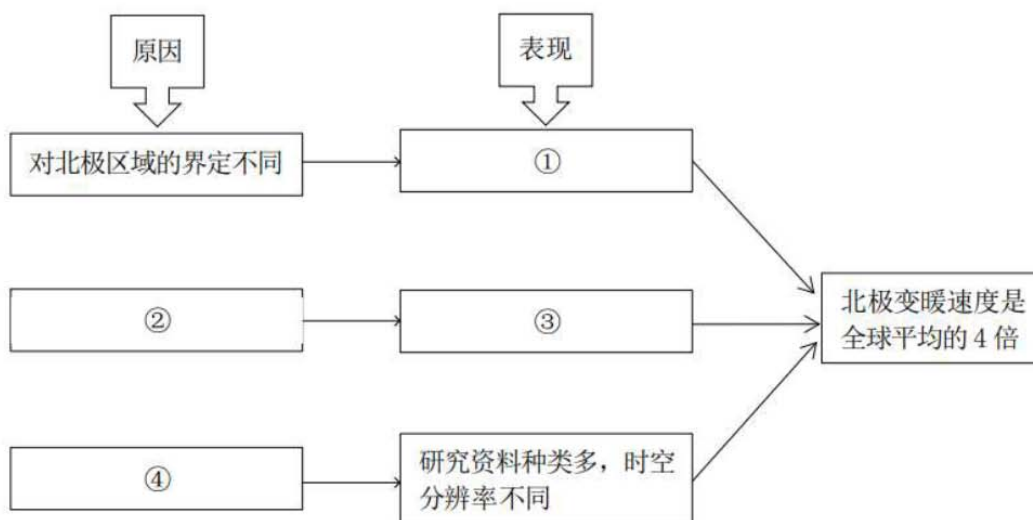 原因
表现
对北极区域的界定不同
①
②
③
北极变暖速度是
全球平均的4倍
④
研究资料种类多，时空
分辨率不同